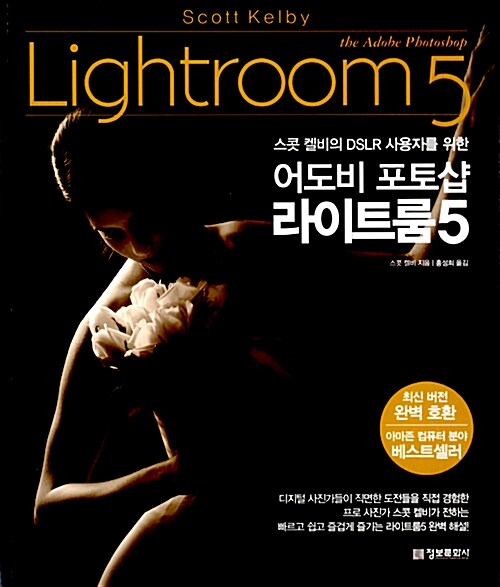 Scott Kelby
the Adobe Photoshop
Lightroom 5
스콧 켈비의 DSLR 사용자를 위한
어도비 포토샵
라이트룸5
스콧 켈비 지음 | 홍성희 옮김
최신 버전
완벽 호환
아마존 컴퓨터 분야
베스트셀러
디지털 사진가들이 직면한 도전들을 직접 경험한
프로 사진가 스콧 켈비가 전하는
빠르고 쉽고 즐겁게 즐기는 라이트룸5 완벽 해설!
정보문화사